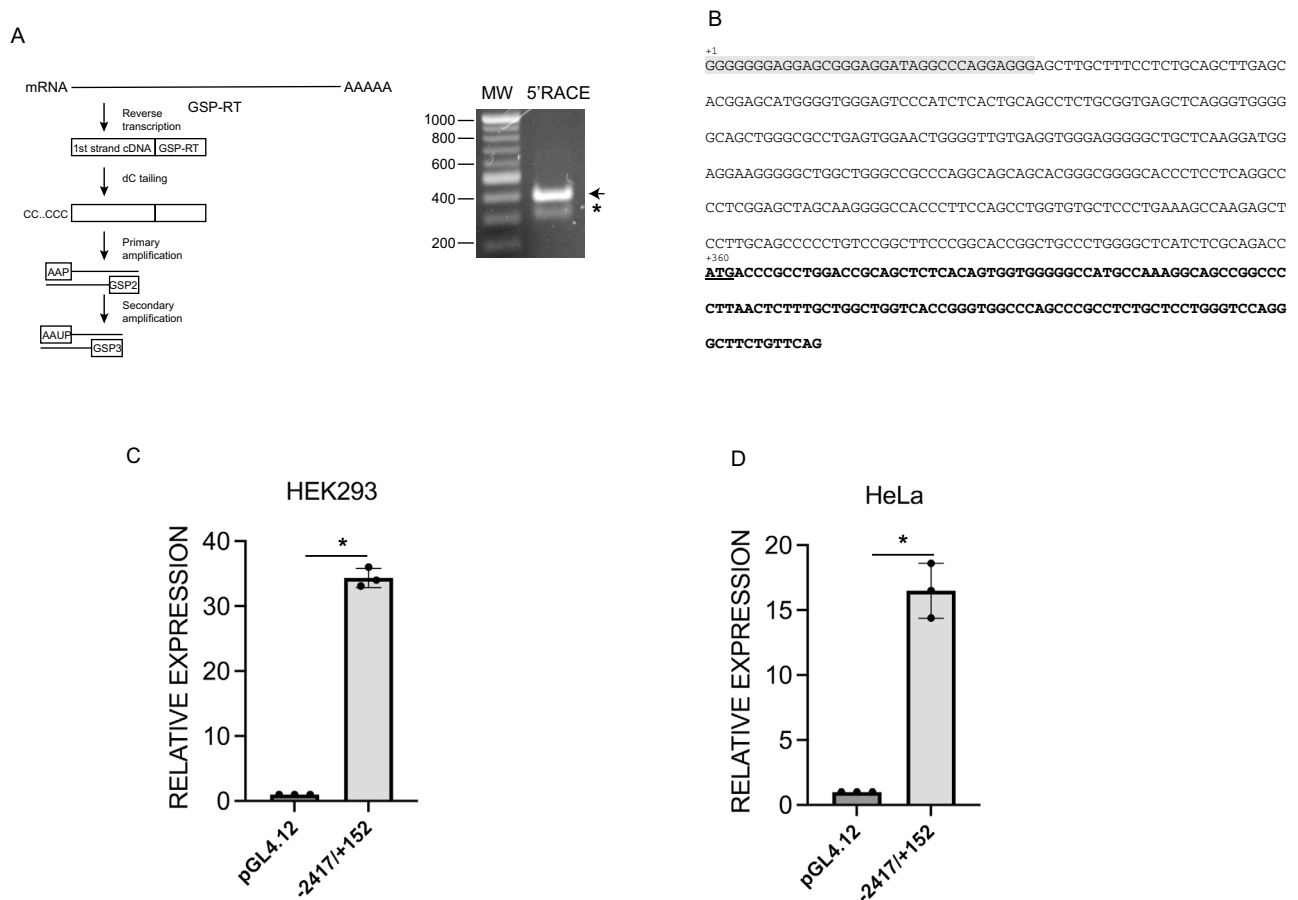 A
mRNA
AAAAA
GSP-RT
Reverse
transcription
1st strand cDNA
GSP-RT
dC tailing
CC..CCC
Primary
amplification
AAP
GSP2
Secondary
amplification
AAUP
GSP3
MW 5'RACE
1000
800
600
400
200
*
B
+1
GGGGGGGAGGAGCGGGAGGATAGGCCCAGGAGGGAGCTTGCTTTCCTCTGCAGCTTGAGC
ACGGAGCATGGGGTGGGAGTCCCATCTCACTGCAGCCTCTGCGGTGAGCTCAGGGTGGGG
GCAGCTGGGCGCCTGAGTGGAACTGGGGTTGTGAGGTGGGAGGGGGCTGCTCAAGGATGG
AGGAAGGGGGCTGGCTGGGCCGCCCAGGCAGCAGCACGGGCGGGGCACCCTCCTCAGGCC
CCTCGGAGCTAGCAAGGGGCCACCCTTCCAGCCTGGTGTGCTCCCTGAAAGCCAAGAGCT
CCTTGCAGCCCCCTGTCCGGCTTCCCGGCACCGGCTGCCCTGGGGCTCATCTCGCAGACC
+360
ATGACCCGCCTGGACCGCAGCTCTCACAGTGGTGGGGGCCATGCCAAAGGCAGCCGGCCC
CTTAACTCTTTGCTGGCTGGTCACCGGGTGGCCCAGCCCGCCTCTGCTCCTGGGTCCAGG
GCTTCTGTTCAG
C
HEK293
RELATIVE EXPRESSION
40
30
20
10
0
*
pGL4.12
-2417/+152
D
HeLa
RELATIVE EXPRESSION
20
15
10
5
0
*
pGL4.12
-2417/+152